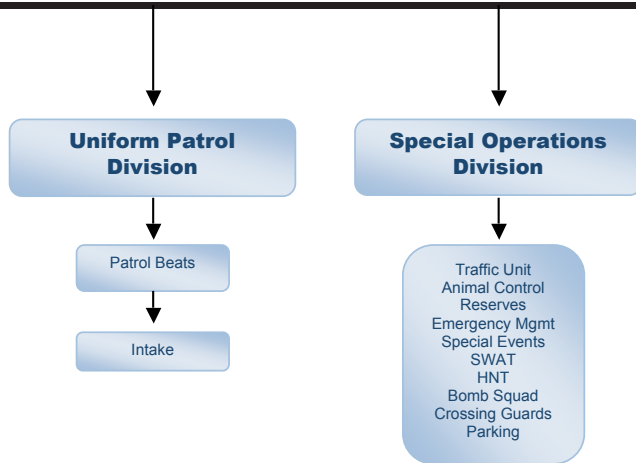 Uniform Patrol
Division
Patrol Beats
Intake
Special Operations
Division
Traffic Unit
Animal Control
Reserves
Emergency Mgmt
Special Events
SWAT
HNT
Bomb Squad
Crossing Guards
Parking